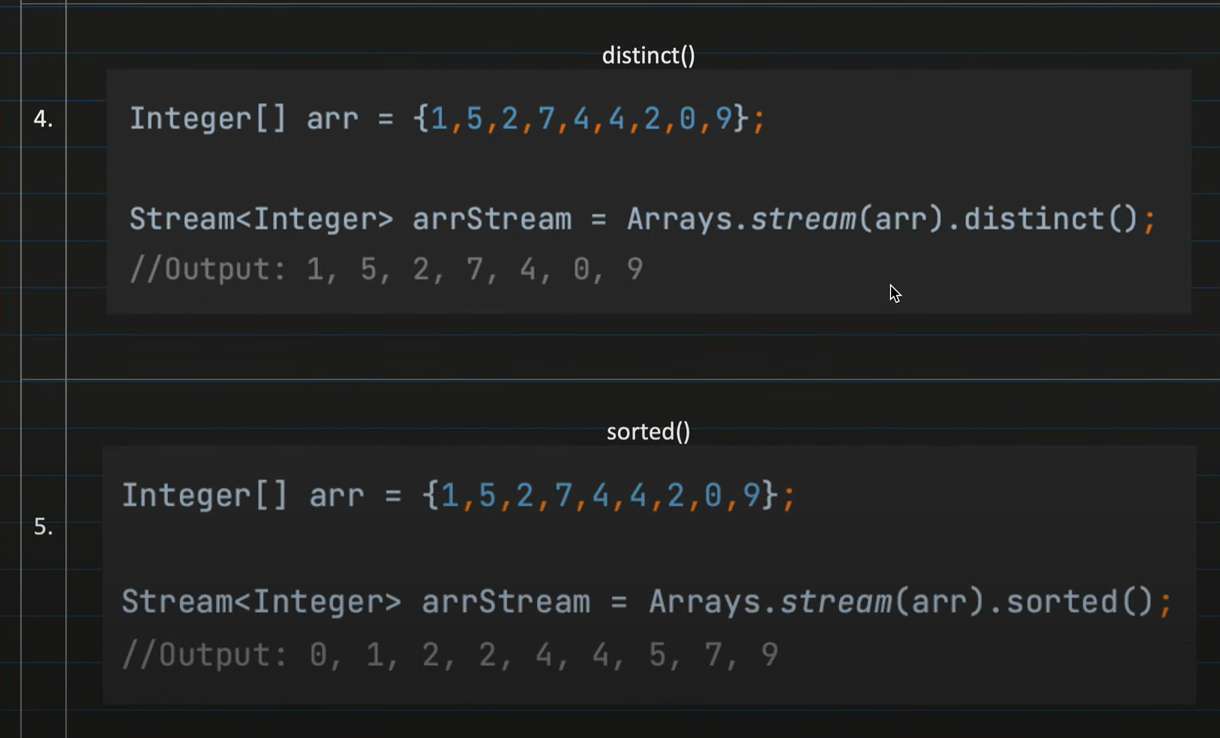 distinct()
4.
Integer[] arr = {1,5,2,7,4,4,2,0,9};
Stream<Integer> arrStream = Arrays.stream(arr).distinct();
//Output: 1, 5, 2, 7, 4, 0, 9
sorted()
5.
Integer[] arr = {1,5,2,7,4,4,2,0,9};
Stream<Integer> arrStream = Arrays.stream(arr).sorted();
//Output: 0, 1, 2, 2, 4, 4, 5, 7, 9